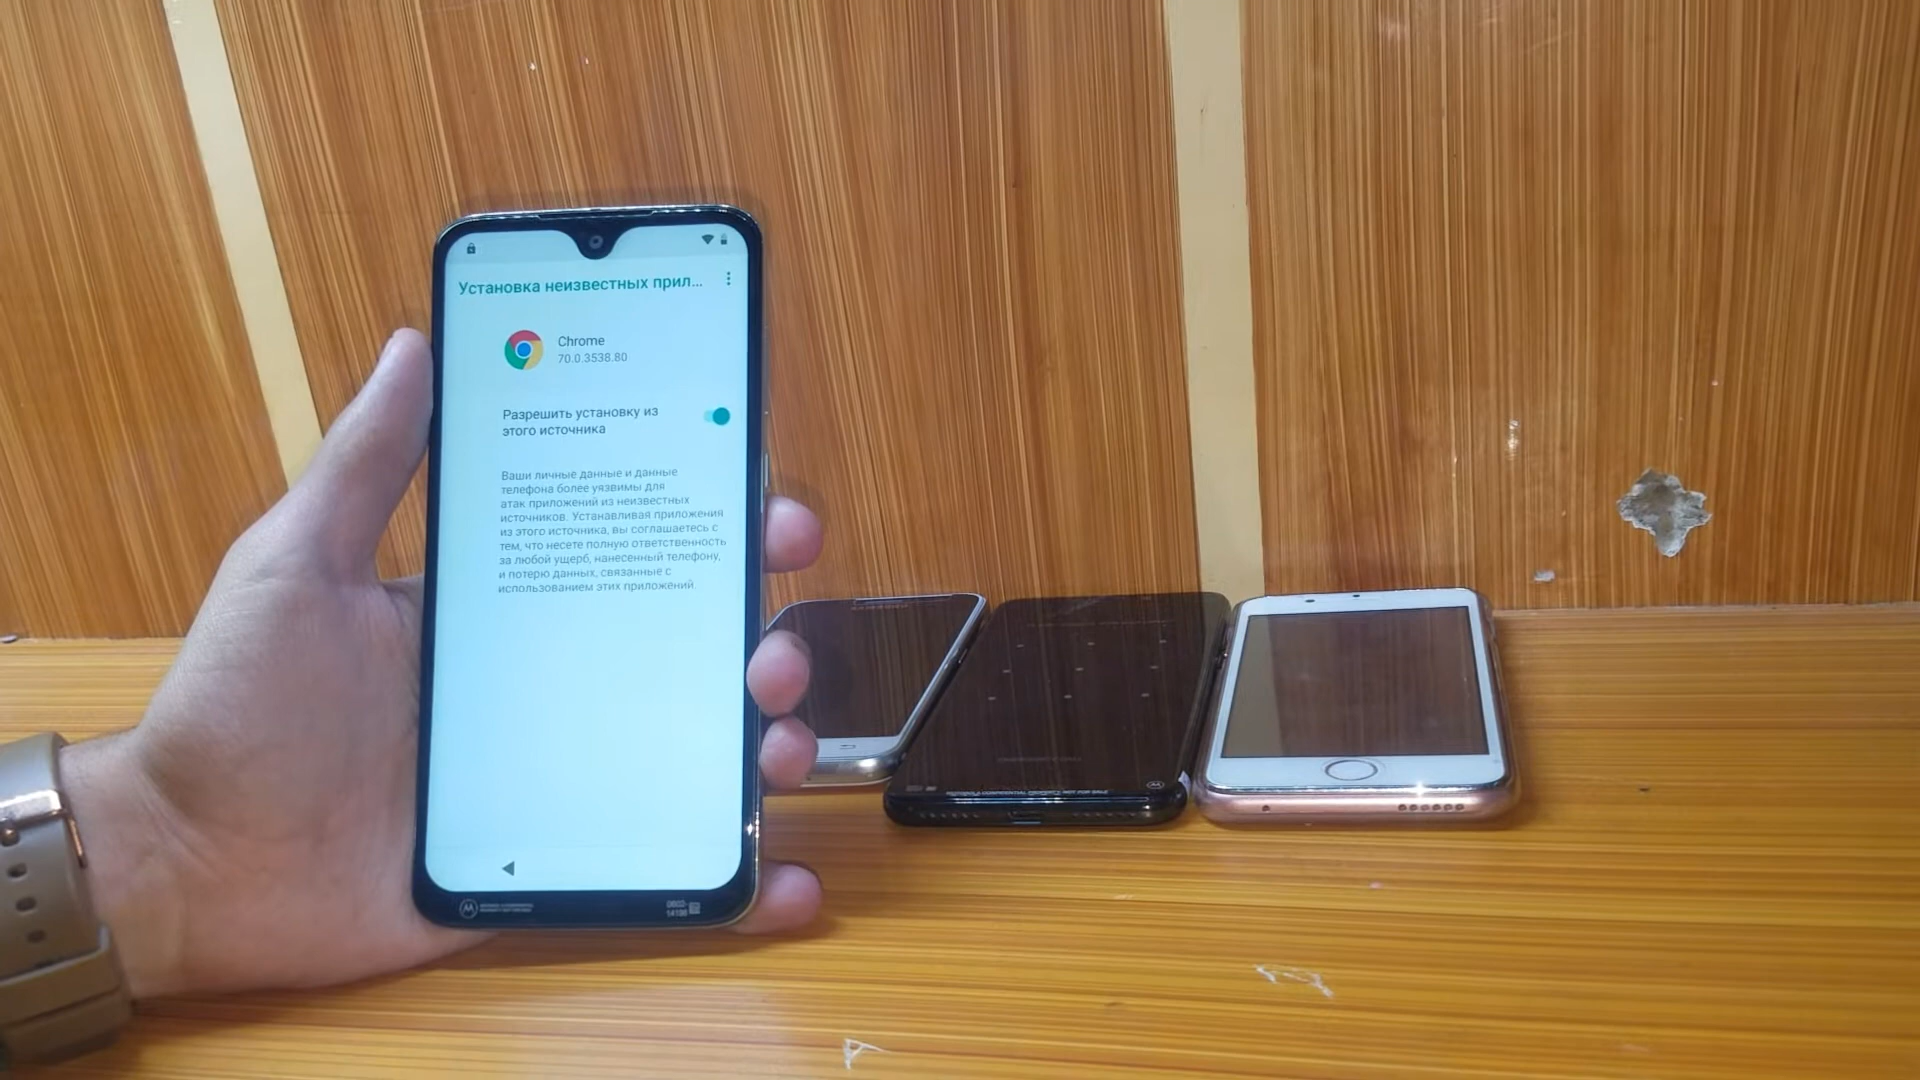 Установка неизвестных прил...
Chrome
70.0.3538.80
Разрешить установку из
этого источника
Ваши личные данные и данные
телефона более уязвимы для
атак приложений из неизвестных
источников. Устанавливая приложения
из этого источника, вы соглашаетесь с
тем, что несете полную ответственность
за любой ущерб, нанесенный телефону,
и потерю данных, связанные с
использованием этих приложений.